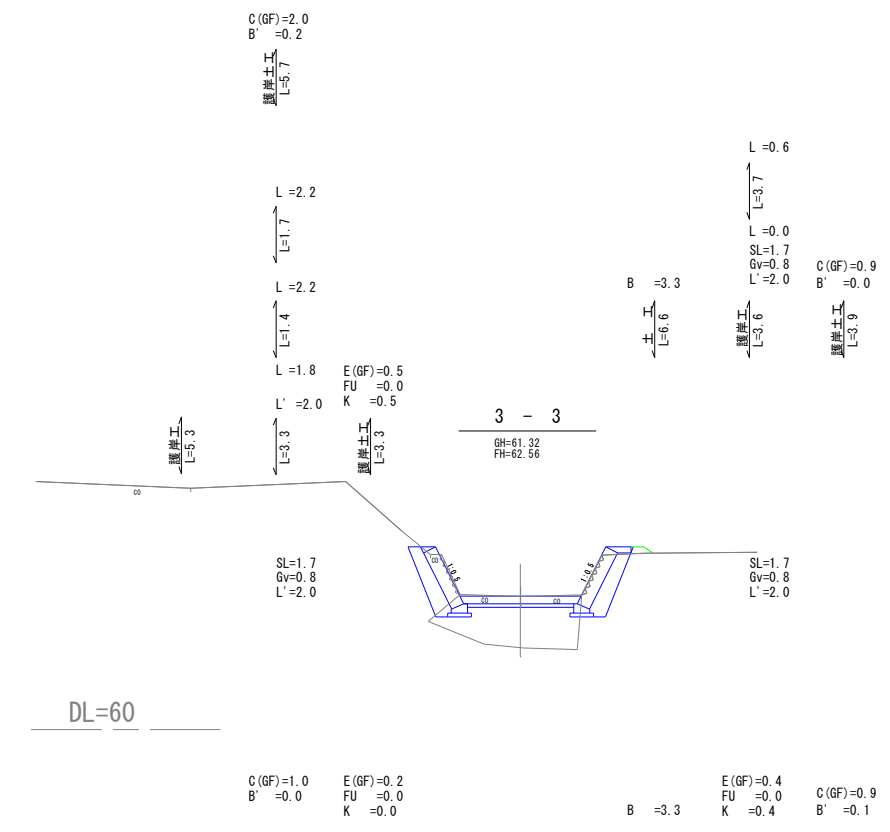 C(GF)=2.0
B' =0.2
護岸土工
L=5.7
L =0.6
L=3.7
L =2.2
L=1.7
L =0.0
SL=1.7
Gv=0.8
L'=2.0
C(GF)=0.9
B' =0.0
B =3.3
L =2.2
L=1.4
土 工
L=6.6
護岸工
L=3.6
護岸土工
L=3.9
L =1.8
L' =2.0
E(GF)=0.5
FU =0.0
K =0.5
護岸工
L=5.3
L=3.3
護岸土工
L=3.3
3 - 3
GH=61.32
FH=62.56
CO
SL=1.7
Gv=0.8
L'=2.0
CO
1:0.5
1:0.5
CO
CO
SL=1.7
Gv=0.8
L'=2.0
DL=60
C(GF)=1.0
B' =0.0
E(GF)=0.2
FU =0.0
K =0.0
B =3.3
E(GF)=0.4
FU =0.0
K =0.4
C(GF)=0.9
B' =0.1